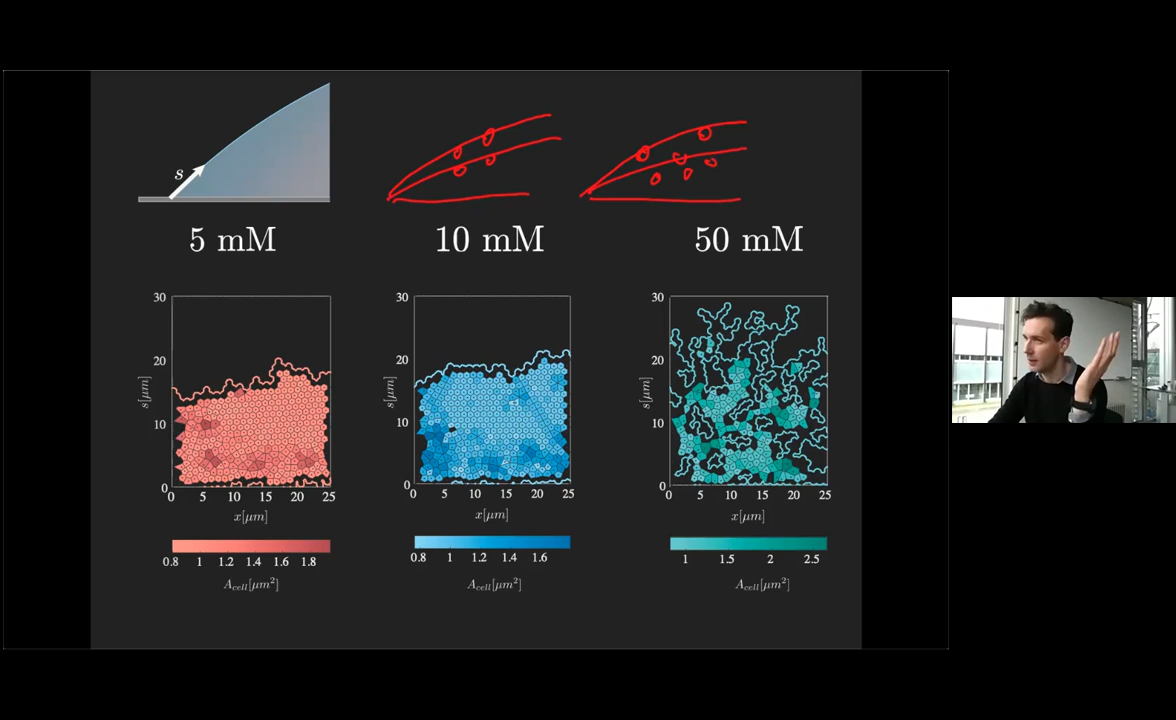 s
5 mM
10 mM
50 mM
30
20
10
0
s[μm]
0 5 10 15 20 25
x[μm]
30
20
10
0
s[μm]
0 5 10 15 20 25
x[μm]
30
20
10
0
s[μm]
0 5 10 15 20 25
x[μm]
0.8 1 1.2 1.4 1.6 1.8
A_cell[μm²]
0.8 1 1.2 1.4 1.6
A_cell[μm²]
1 1.5 2 2.5
A_cell[μm²]